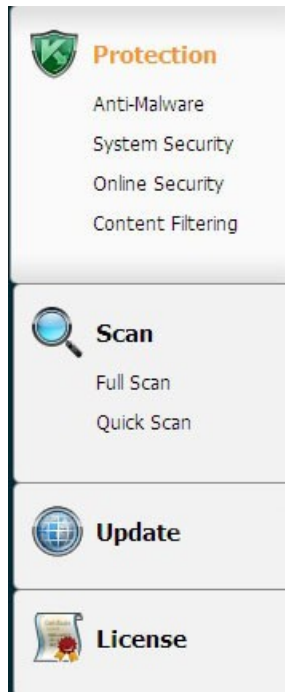 Protection
Anti-Malware
System Security
Online Security
Content Filtering
Scan
Full Scan
Quick Scan
Update
License